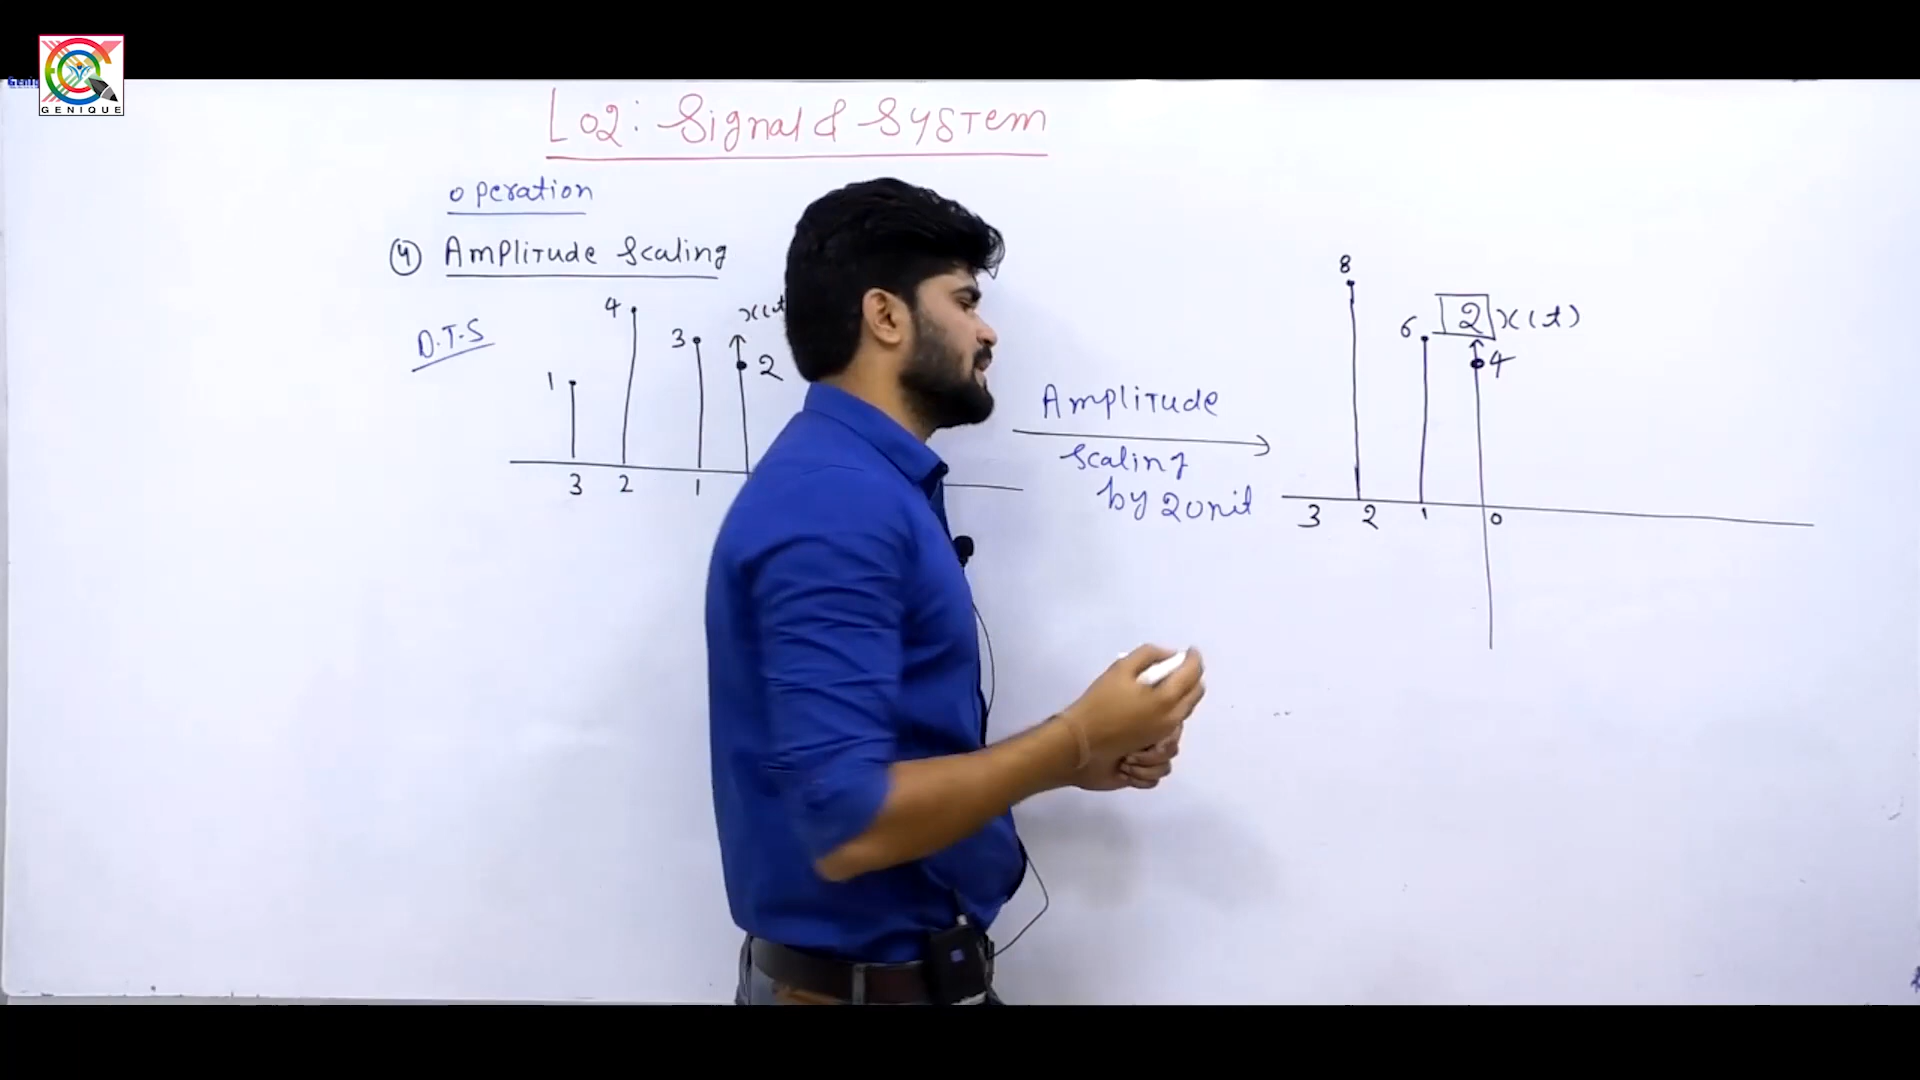 GENIQUE
L02: Signal & System
operation
4 Amplitude Scaling
D.T.S
1
4
3
x(t
2
3 2 1
Amplitude
Scaling
by 2 unit
8
6
2 x(t)
4
3 2 1 0